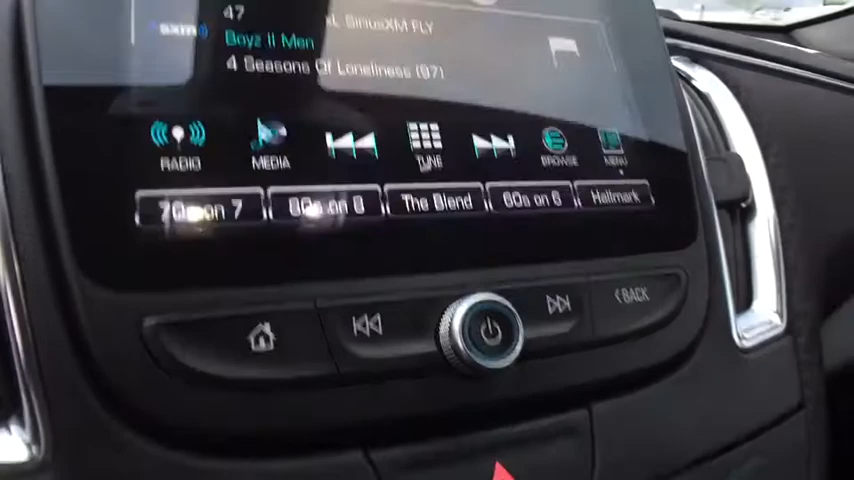 47
SiriusXM FLY
sxm
Boyz II Men
4 Seasons of Loneliness (97)
RADIO
MEDIA
TUNE
BROWSE
MENU
70s on 7
80s on 8
The Blend
60s on 6
Hallmark
BACK